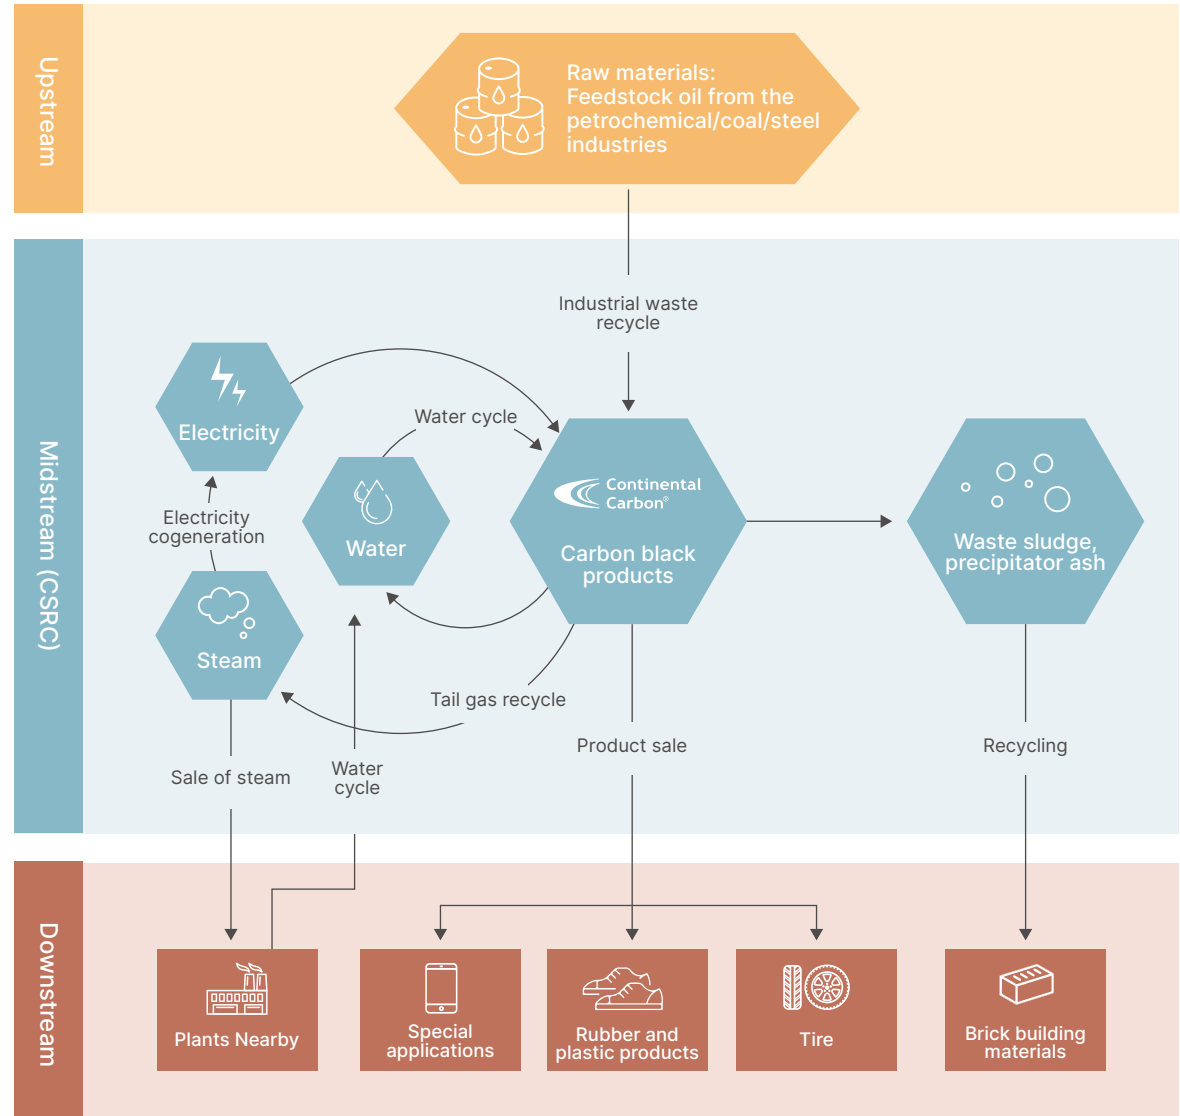 Upstream
Raw materials:
Feedstock oil from the
petrochemical/coal/steel
industries
Midstream (CSRC)
Industrial waste
recycle
Electricity
Water cycle
Electricity
cogeneration
Water
Continental
Carbon®
Carbon black
products
Waste sludge,
precipitator ash
Steam
Tail gas recycle
Sale of steam
Water
cycle
Product sale
Recycling
Downstream
Plants Nearby
Special
applications
Rubber and
plastic products
Tire
Brick building
materials